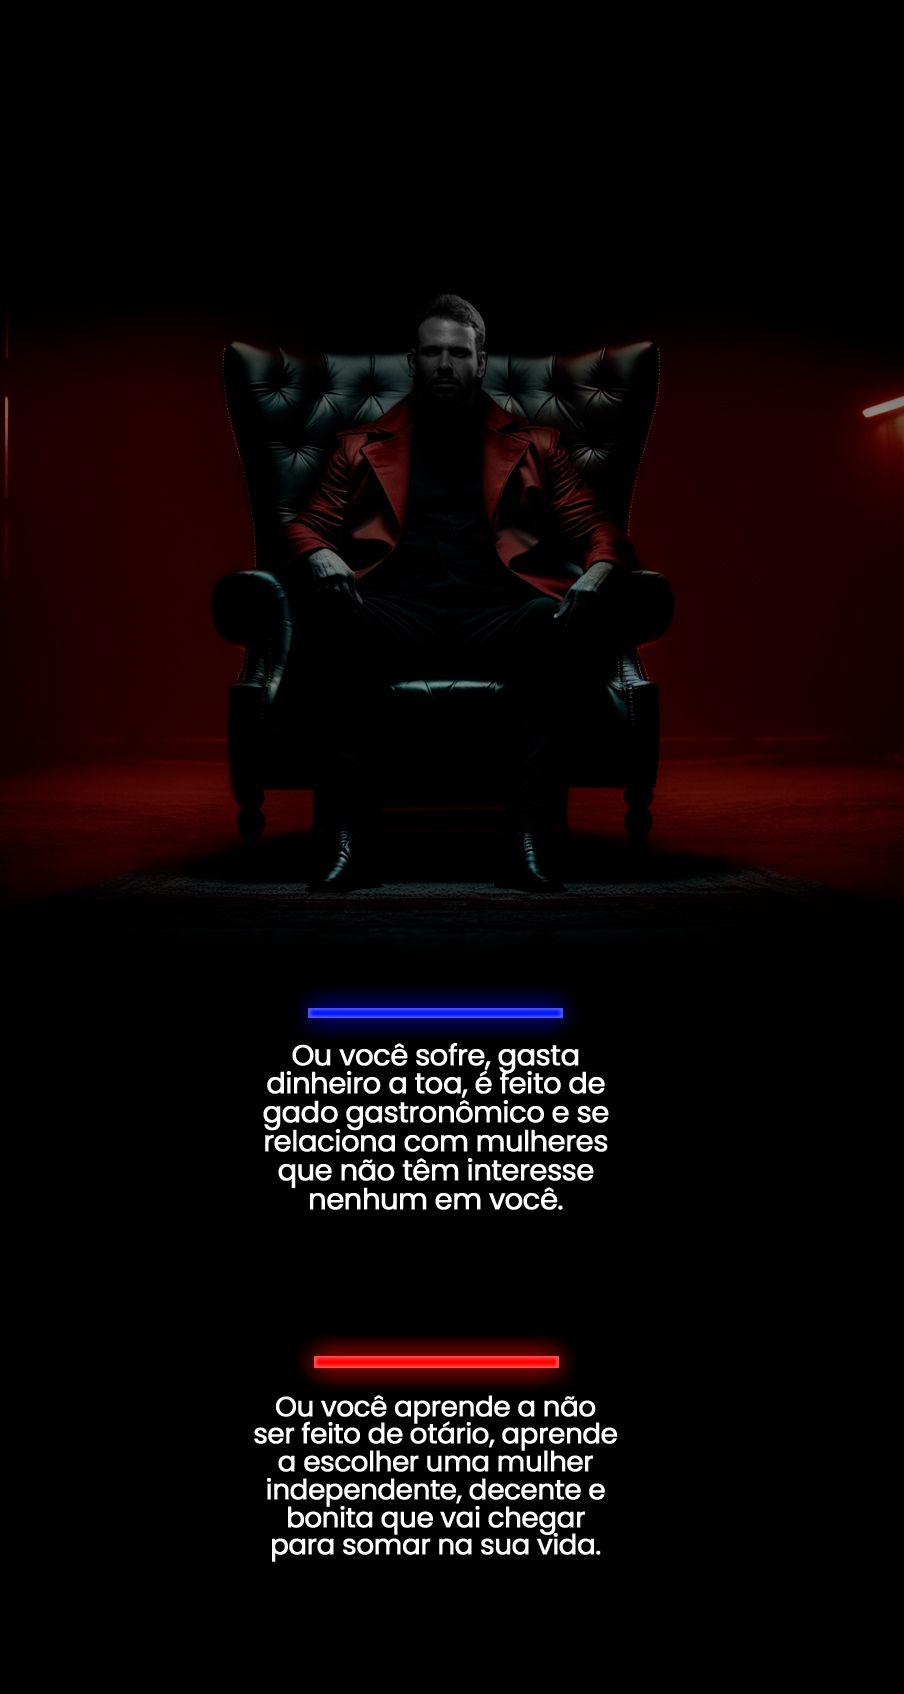 Ou você sofre, gasta
dinheiro a toa, é feito de
gado gastronômico e se
relaciona com mulheres
que não têm interesse
nenhum em você.
Ou você aprende a não
ser feito de otário, aprende
a escolher uma mulher
independente, decente e
bonita que vai chegar
para somar na sua vida.